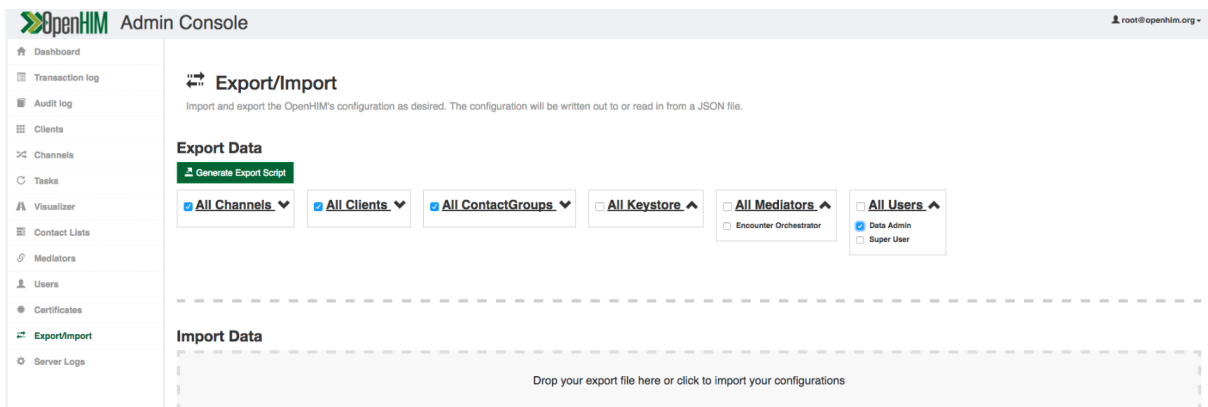 OpenHIM Admin Console
root@openhim.org
Dashboard
Transaction log
Audit log
Clients
Channels
Tasks
Visualizer
Contact Lists
Mediators
Users
Certificates
Export/Import
Server Logs
Export/Import
Import and export the OpenHIM's configuration as desired. The configuration will be written out to or read in from a JSON file.
Export Data
Generate Export Script
All Channels
All Clients
All ContactGroups
All Keystore
All Mediators
Encounter Orchestrator
All Users
Data Admin
Super User
Import Data
Drop your export file here or click to import your configurations